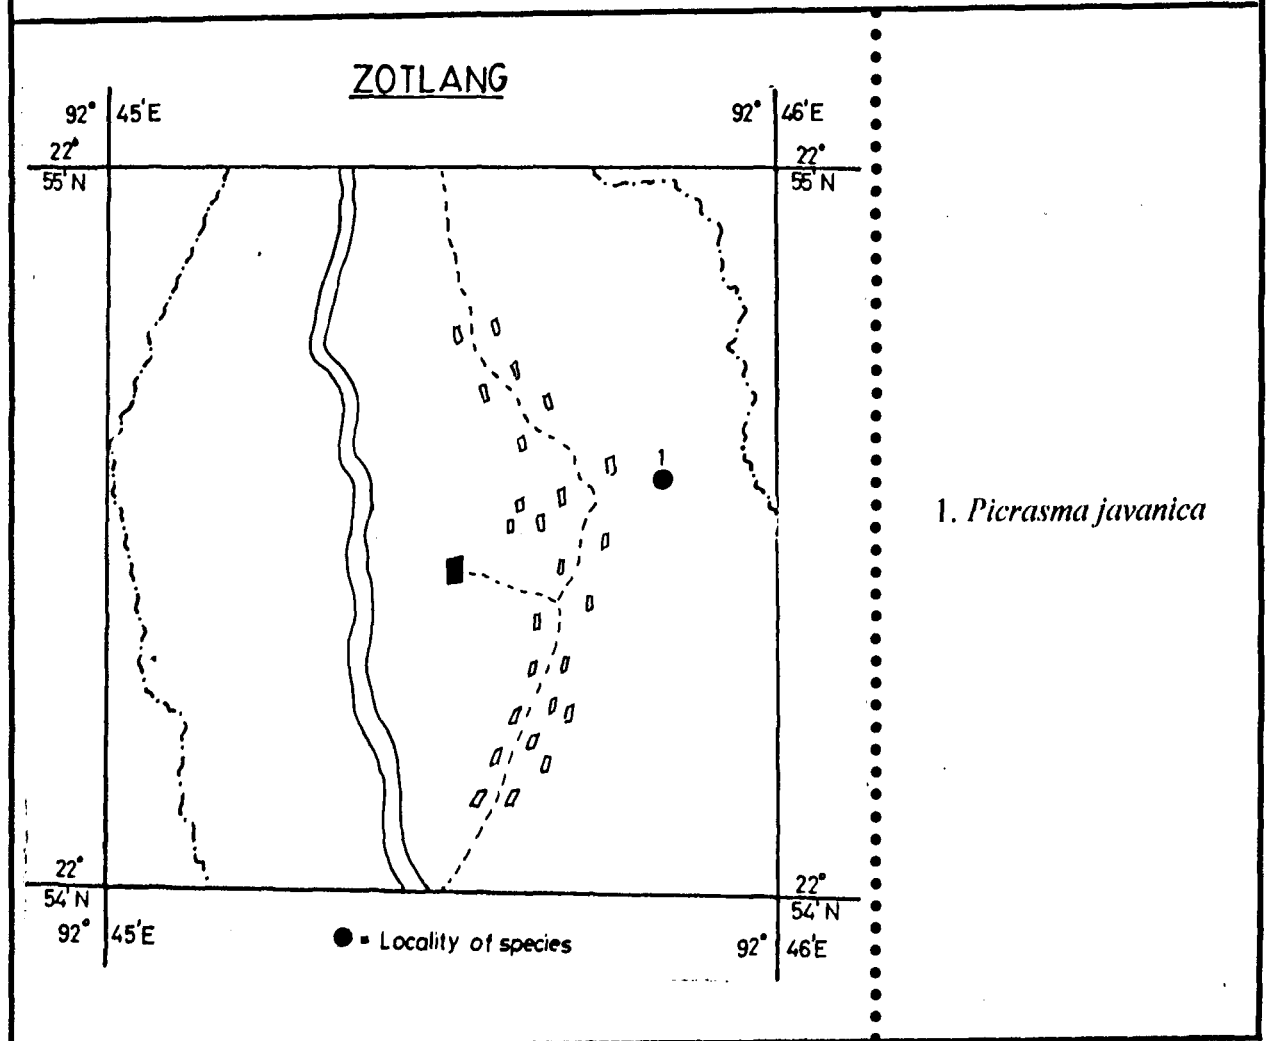 ZOTLANG
92° 45'E
92° 46'E
22°
55'N
22°
55'N
1
1. Picrasma javanica
22°
54'N
22°
54'N
92° 45'E
92° 46'E
● = Locality of species